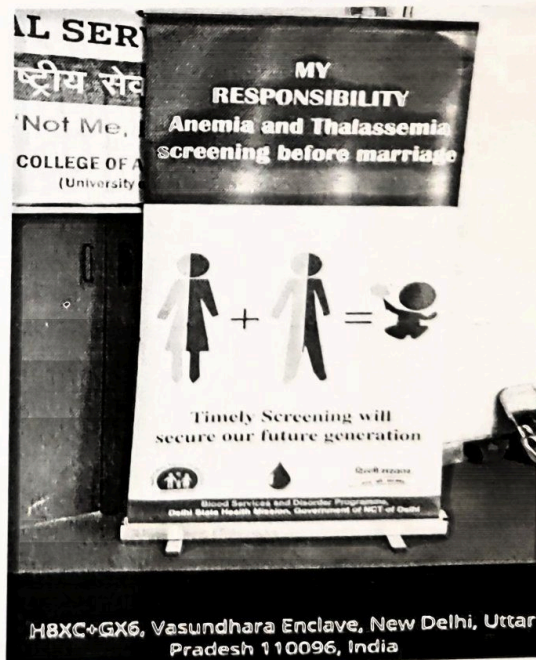 AL SER
ष्ट्रीय सेव
'Not Me,
COLLEGE OF A
(University
MY
RESPONSIBILITY
Anemia and Thalassemia
screening before marriage
+
=
Timely Screening will
secure our future generation
Blood Services and Disorder Programme,
Delhi State Health Mission, Government of NCT of Delhi
H8XC+GX6, Vasundhara Enclave, New Delhi, Uttar
Pradesh 110096, India